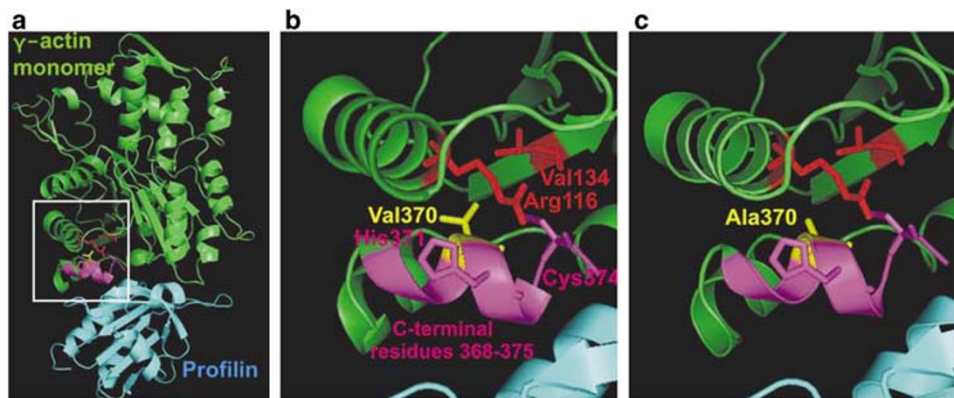 a
γ-actin
monomer
Profilin
b
Val134
Arg116
Val370
His371
Cys374
C-terminal
residues 368-375
c
Ala370